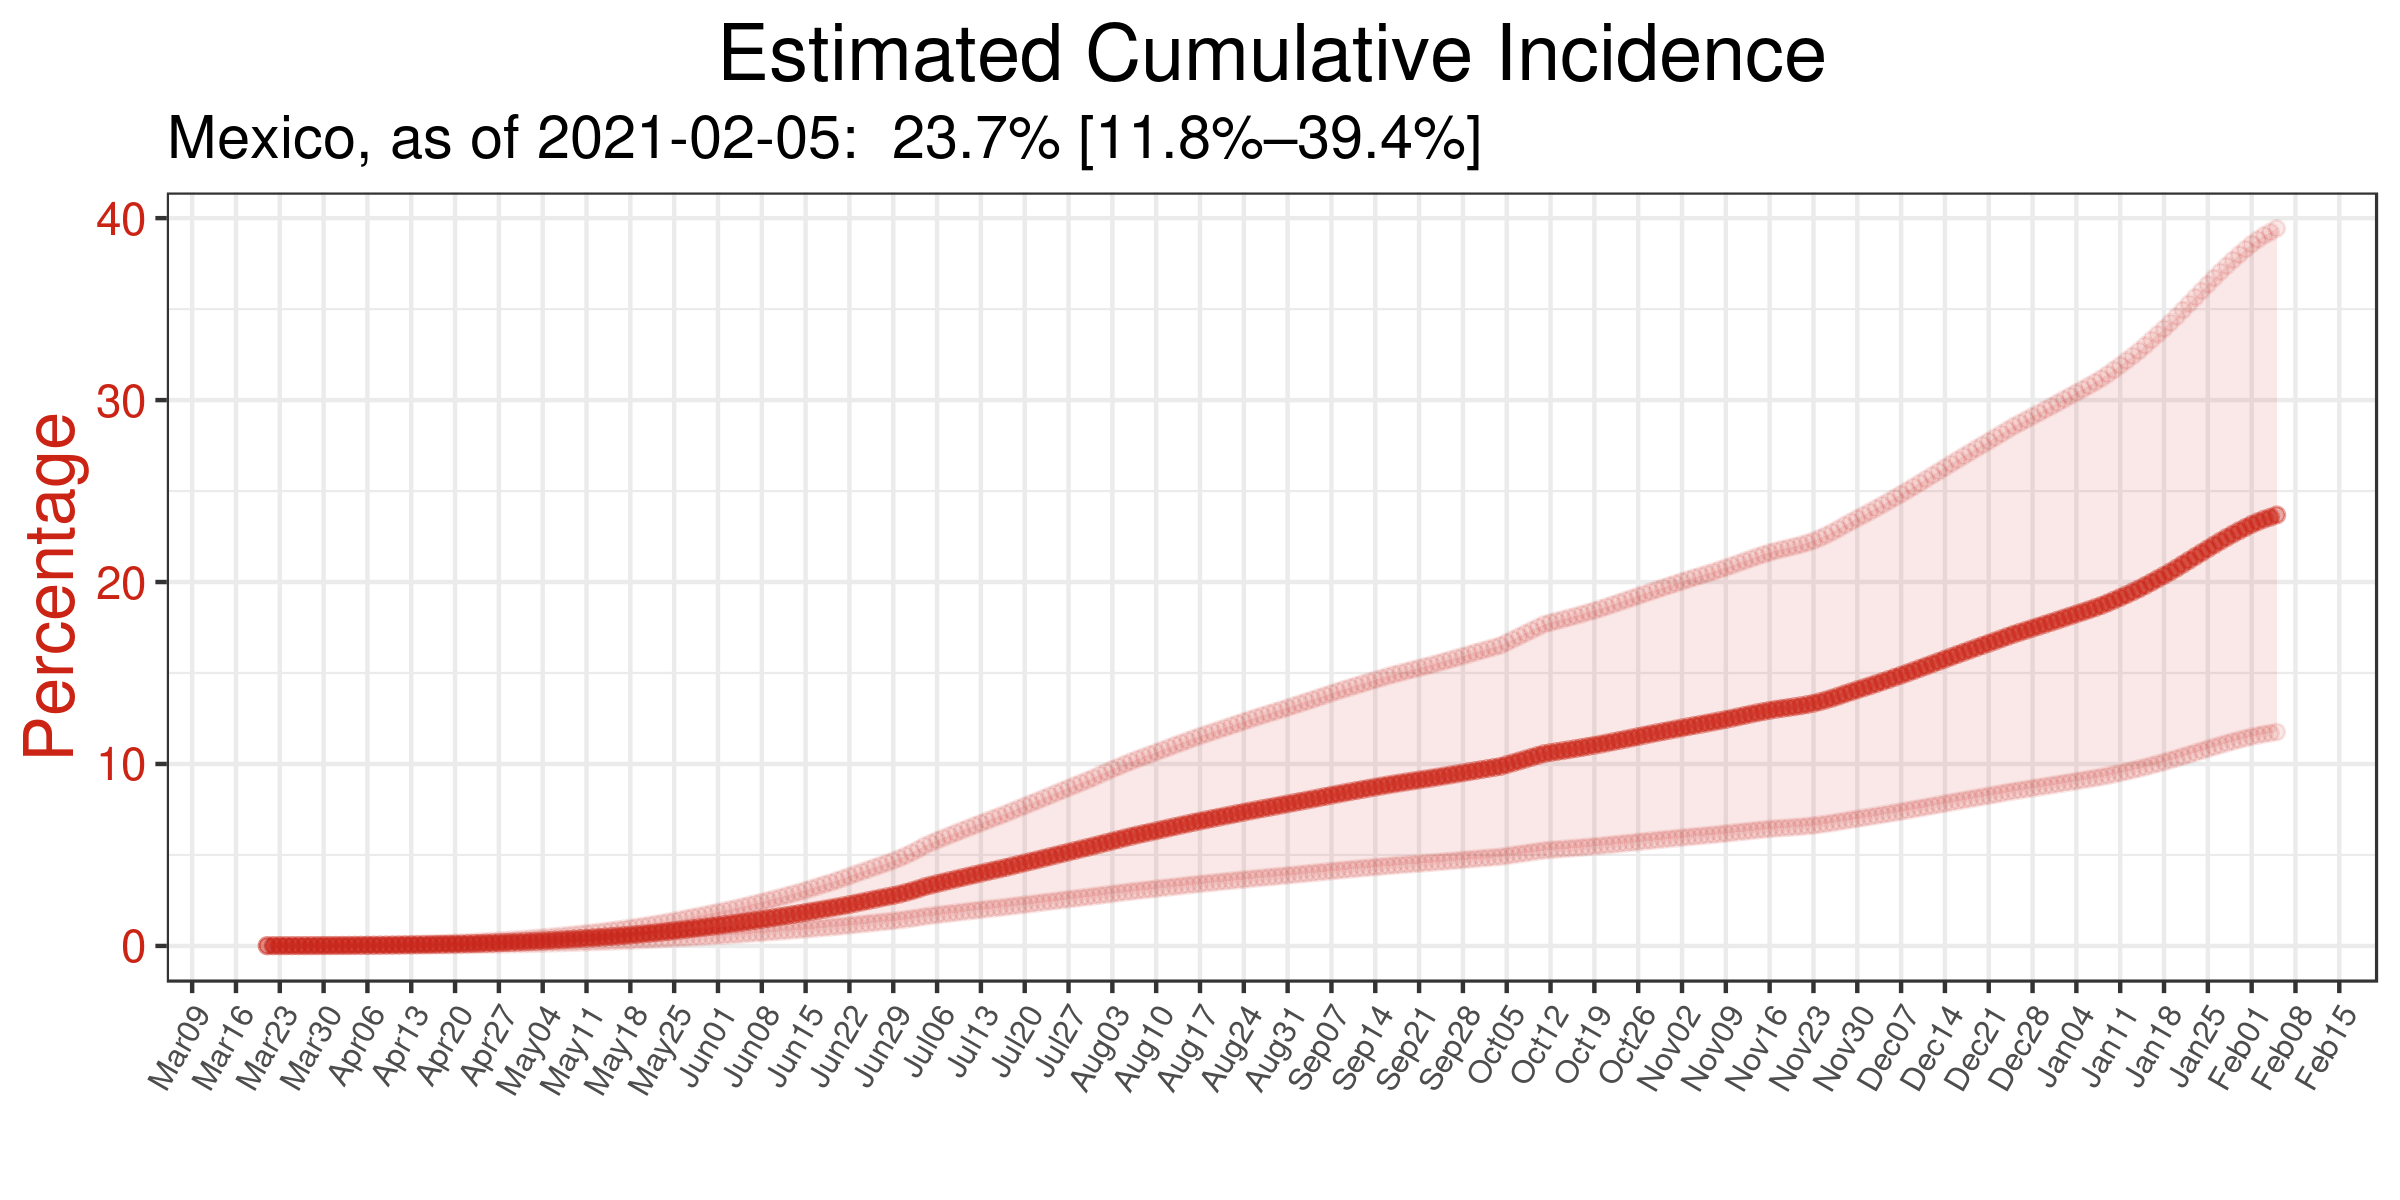 Estimated Cumulative Incidence
Mexico, as of 2021-02-05:  23.7% [11.8%–39.4%]
Percentage
40
30
20
10
0
Mar09
Mar16
Mar23
Mar30
Apr06
Apr13
Apr20
Apr27
May04
May11
May18
May25
Jun01
Jun08
Jun15
Jun22
Jun29
Jul06
Jul13
Jul20
Jul27
Aug03
Aug10
Aug17
Aug24
Aug31
Sep07
Sep14
Sep21
Sep28
Oct05
Oct12
Oct19
Oct26
Nov02
Nov09
Nov16
Nov23
Nov30
Dec07
Dec14
Dec21
Dec28
Jan04
Jan11
Jan18
Jan25
Feb01
Feb08
Feb15